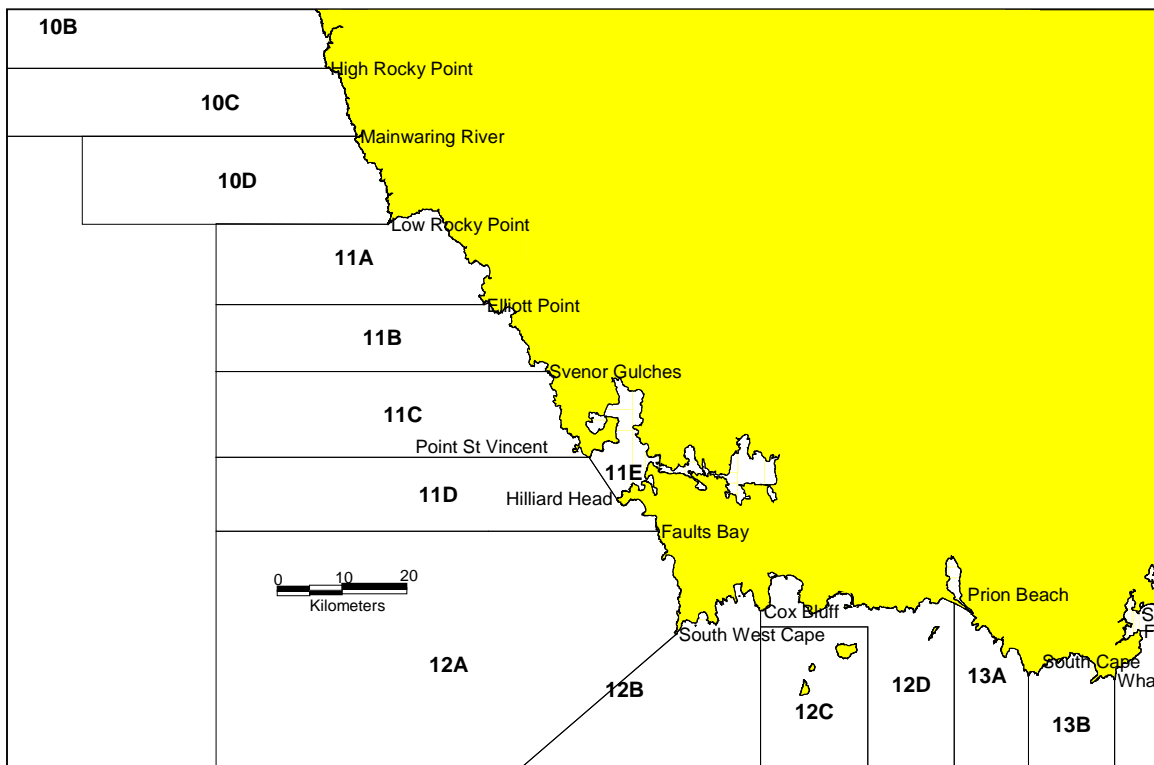 10B
High Rocky Point
10C
Mainwaring River
10D
Low Rocky Point
11A
Elliott Point
11B
Svenor Gulches
11C
Point St Vincent
11E
11D
Hilliard Head
Faults Bay
0 10 20
Kilometers
Prion Beach
Cox Bluff
South West Cape
12A
12B
12C
12D
13A
South Cape
13B